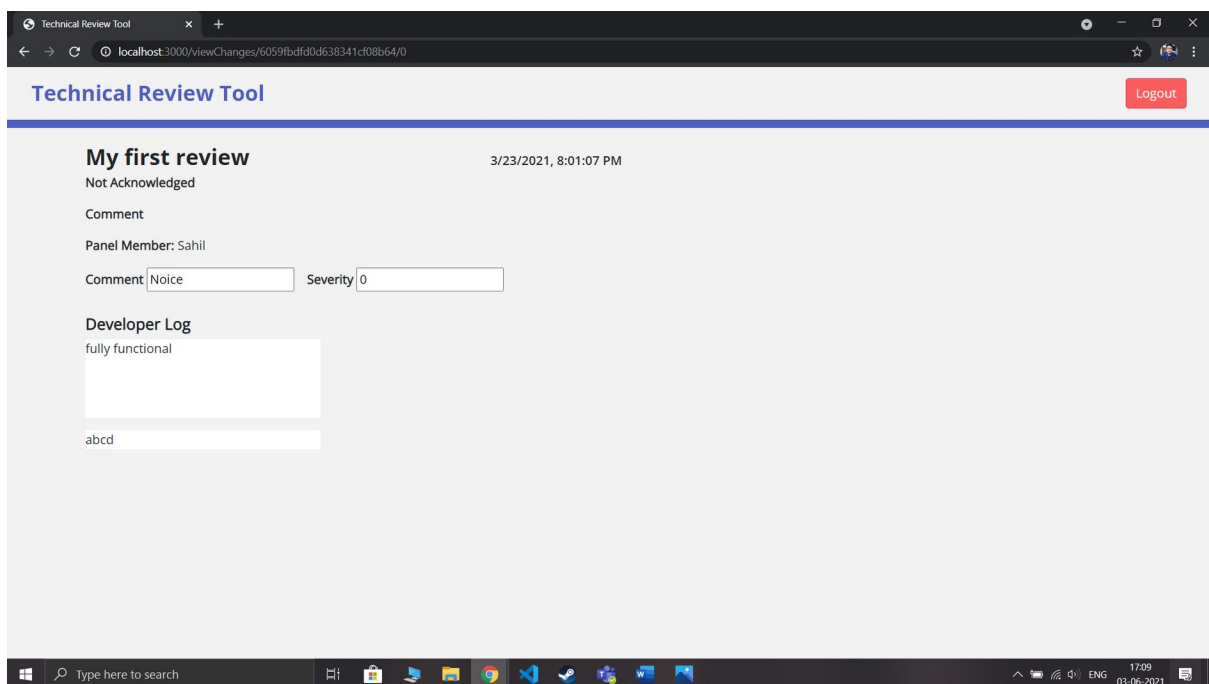 Technical Review Tool
localhost:3000/viewChanges/6059fbdfd0d638341cf08b64/0
Technical Review Tool
Logout
My first review
3/23/2021, 8:01:07 PM
Not Acknowledged
Comment
Panel Member: Sahil
Comment Noice Severity 0
Developer Log
fully functional
abcd
Type here to search
ENG
17:09
03-06-2021